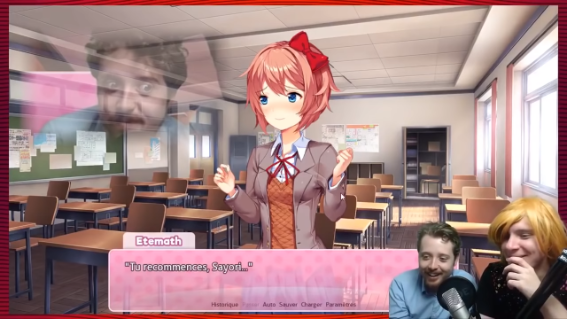 Etemath
"Tu recommences, Sayori..."
Historique Auto Sauver Charger Paramètres